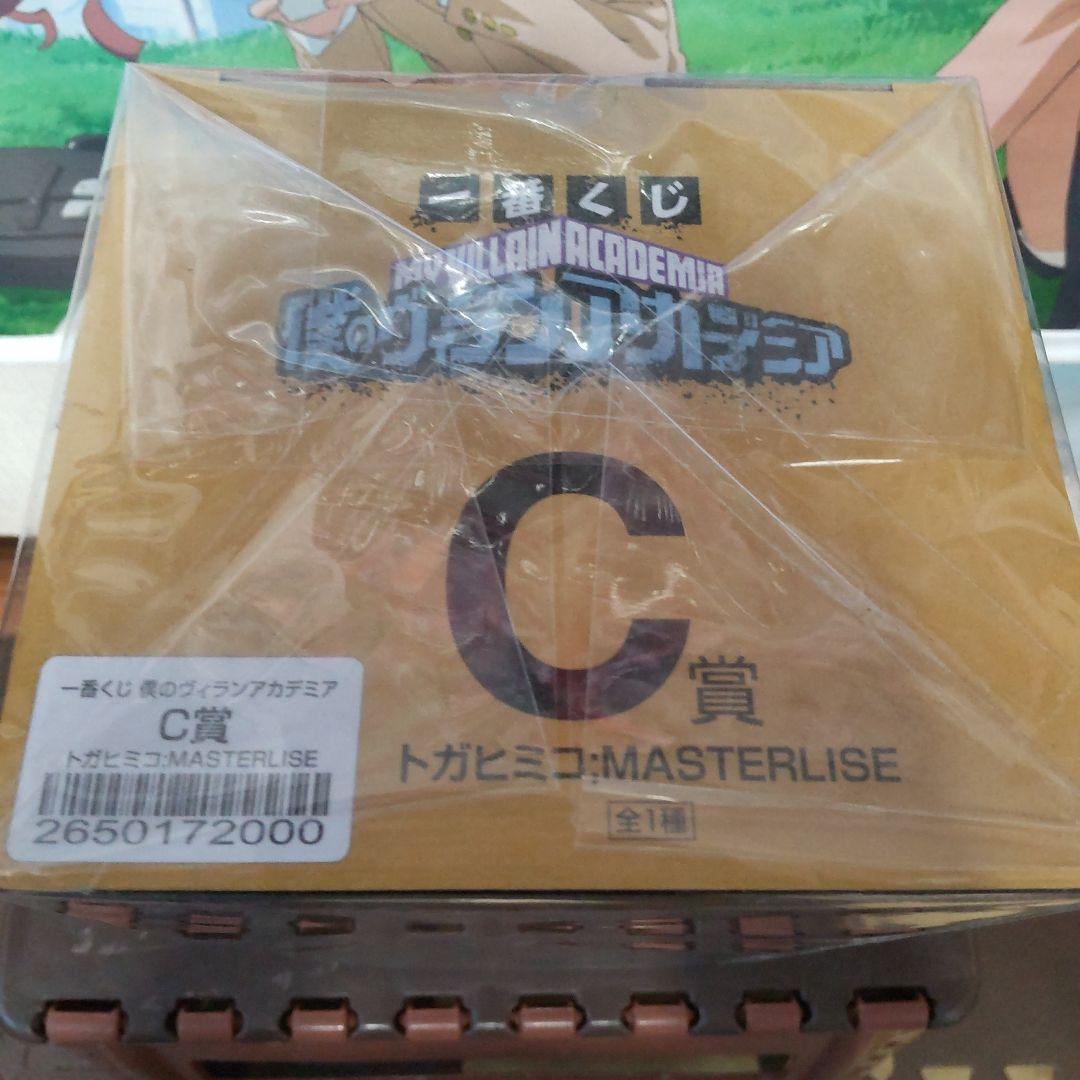 一番くじ
MY VILLAIN ACADEMIA
僕のヴィランアカデミア
C賞
トガヒミコ:MASTERLISE
全1種
一番くじ 僕のヴィランアカデミア
C賞
トガヒミコ:MASTERLISE
2650172000